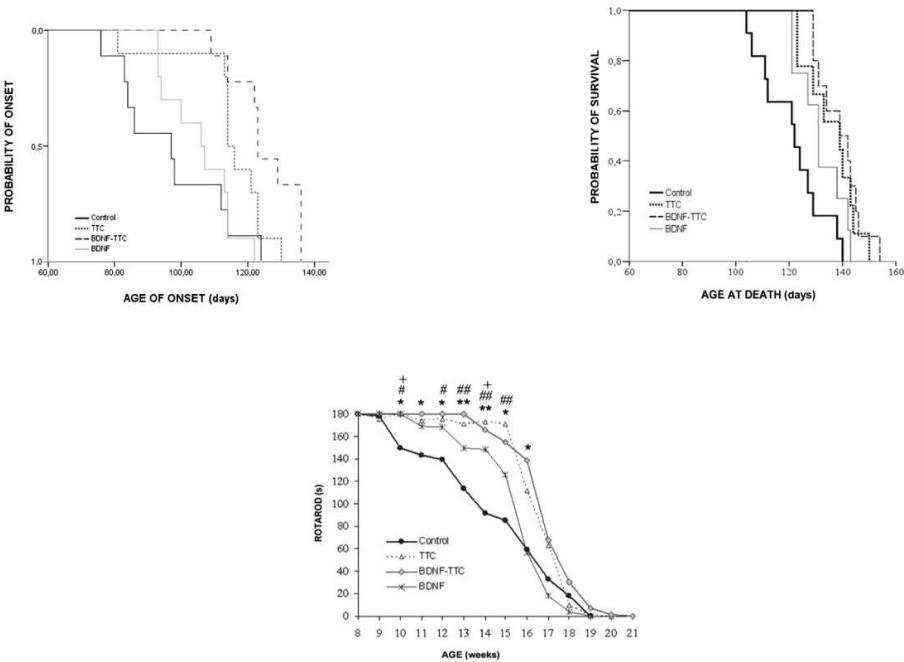 PROBABILITY OF ONSET
0,0
0,5
1,0
Control
TTC
BDNF-TTC
BDNF
60,00 80,00 100,00 120,00 140,00
AGE OF ONSET (days)
PROBABILITY OF SURVIVAL
1,0
0,8
0,6
0,4
0,2
0,0
Control
TTC
BDNF-TTC
BDNF
60 80 100 120 140 160
AGE AT DEATH (days)
+ +
# # ## ## ##
* * * ** ** * *
ROTAROD (s)
180
160
140
120
100
80
60
40
20
0
Control
TTC
BDNF-TTC
BDNF
8 9 10 11 12 13 14 15 16 17 18 19 20 21
AGE (weeks)